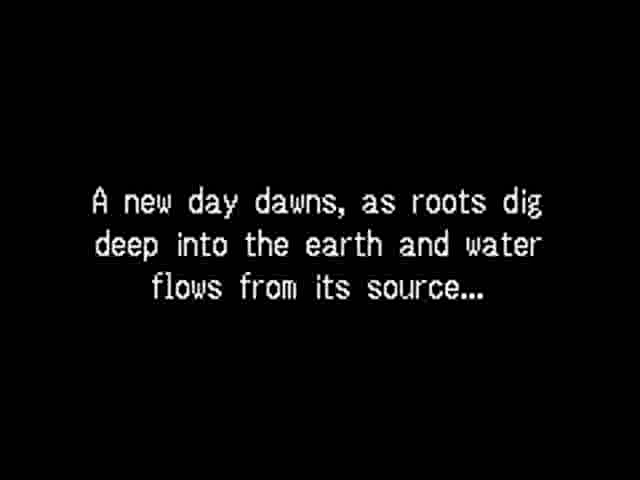 A new day dawns, as roots dig
deep into the earth and water
flows from its source...